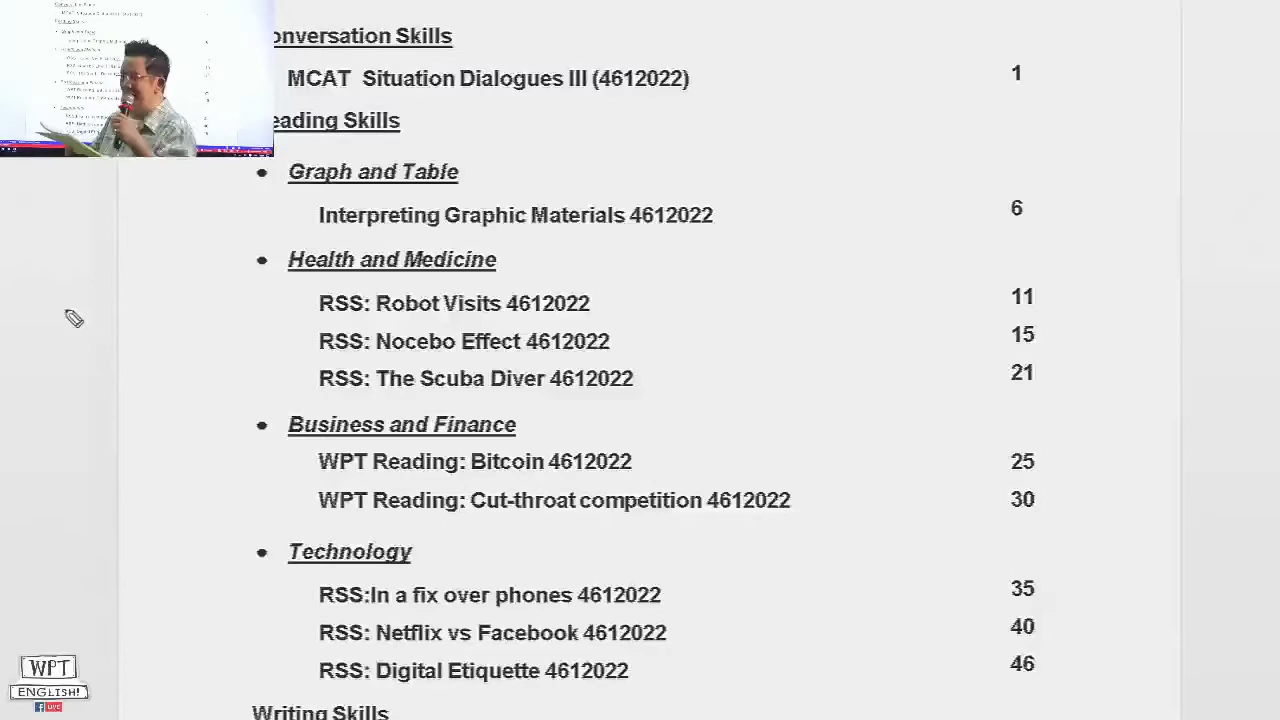 onversation Skills
MCAT Situation Dialogues III (4612022) 1
eading Skills
• Graph and Table
Interpreting Graphic Materials 4612022 6
• Health and Medicine
RSS: Robot Visits 4612022 11
RSS: Nocebo Effect 4612022 15
RSS: The Scuba Diver 4612022 21
• Business and Finance
WPT Reading: Bitcoin 4612022 25
WPT Reading: Cut-throat competition 4612022 30
• Technology
RSS:In a fix over phones 4612022 35
RSS: Netflix vs Facebook 4612022 40
RSS: Digital Etiquette 4612022 46
Writing Skills
WPT
ENGLISH!
LIVE